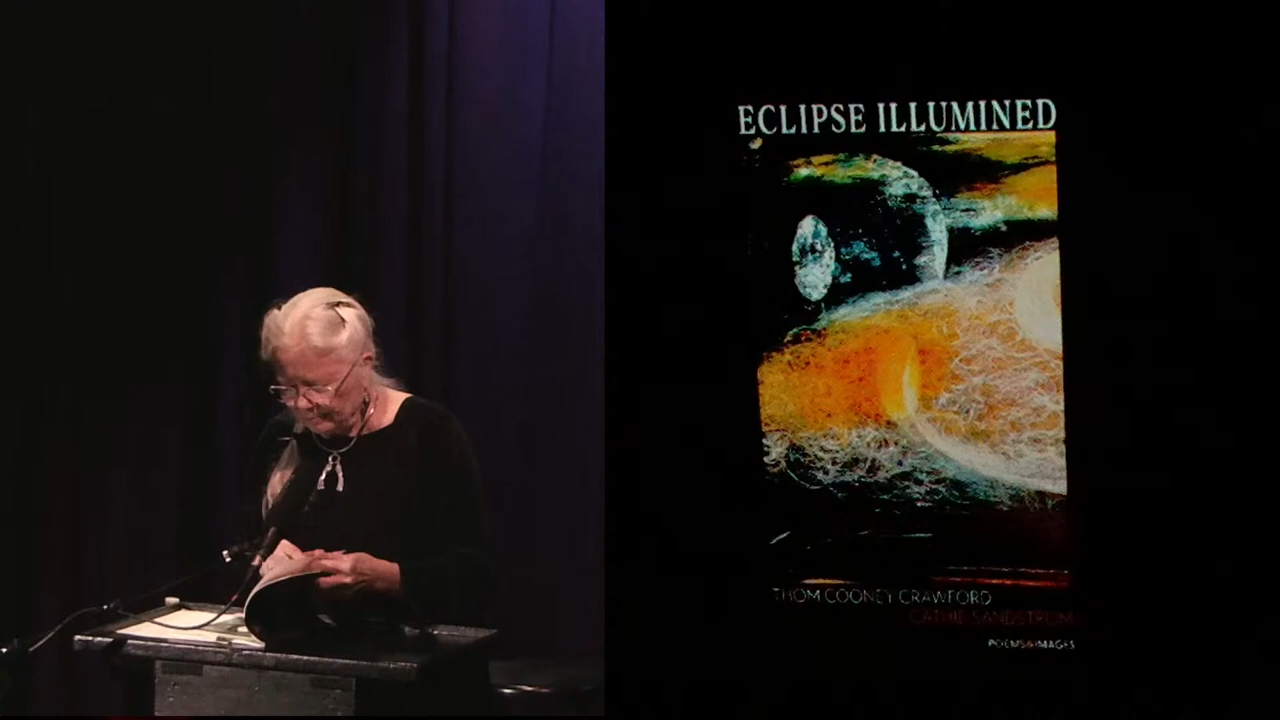 ECLIPSE ILLUMINED
THOM COONEY CRAWFORD
CATHIE SANDSTROM
POEMS&IMAGES